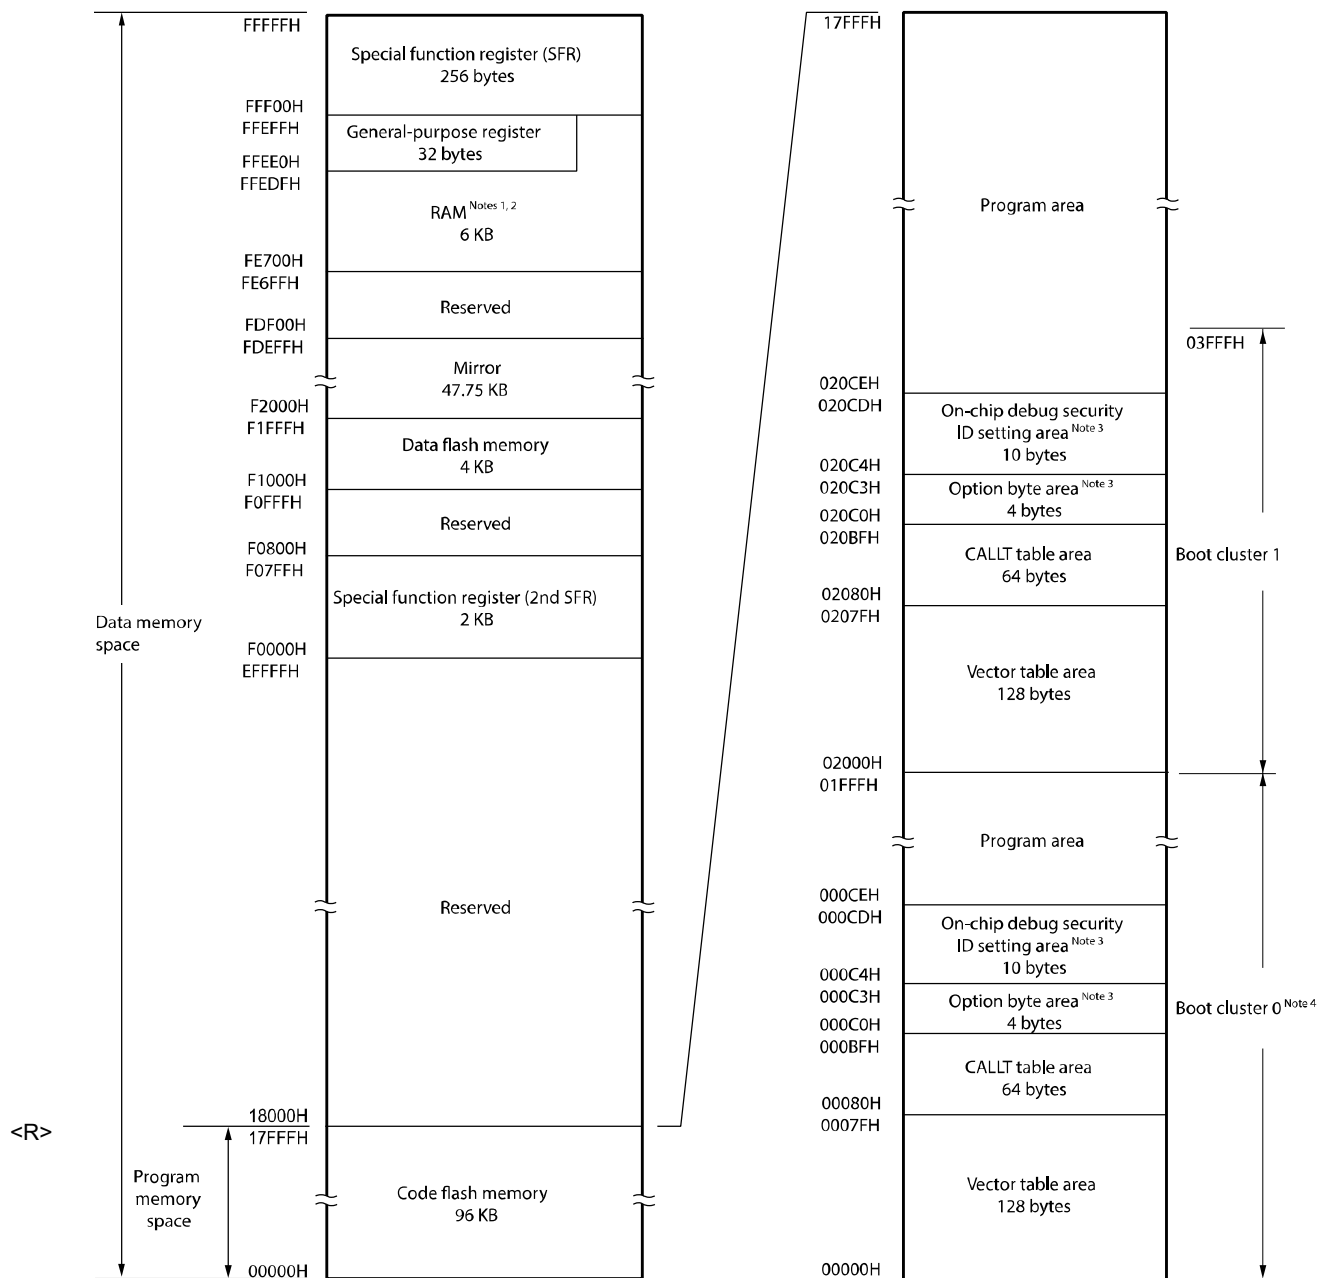 FFFFFH
Special function register (SFR)
256 bytes
FFF00H
FFEFFH
General-purpose register
32 bytes
FFEE0H
FFEDFH
RAM Notes 1, 2
6 KB
FE700H
FE6FFH
Reserved
FDF00H
FDEFFH
Mirror
47.75 KB
F2000H
F1FFFH
Data flash memory
4 KB
F1000H
F0FFFH
Reserved
F0800H
F07FFH
Special function register (2nd SFR)
2 KB
Data memory
space
F0000H
EFFFFH
Reserved
18000H
<R>
17FFFH
Program
memory
space
Code flash memory
96 KB
00000H
17FFFH
Program area
03FFFH
020CEH
020CDH
On-chip debug security
ID setting area Note 3
10 bytes
020C4H
020C3H
Option byte area Note 3
4 bytes
020C0H
020BFH
CALLT table area
64 bytes
Boot cluster 1
02080H
0207FH
Vector table area
128 bytes
02000H
01FFFH
Program area
000CEH
000CDH
On-chip debug security
ID setting area Note 3
10 bytes
000C4H
000C3H
Option byte area Note 3
4 bytes
Boot cluster 0 Note 4
000C0H
000BFH
CALLT table area
64 bytes
00080H
0007FH
Vector table area
128 bytes
00000H